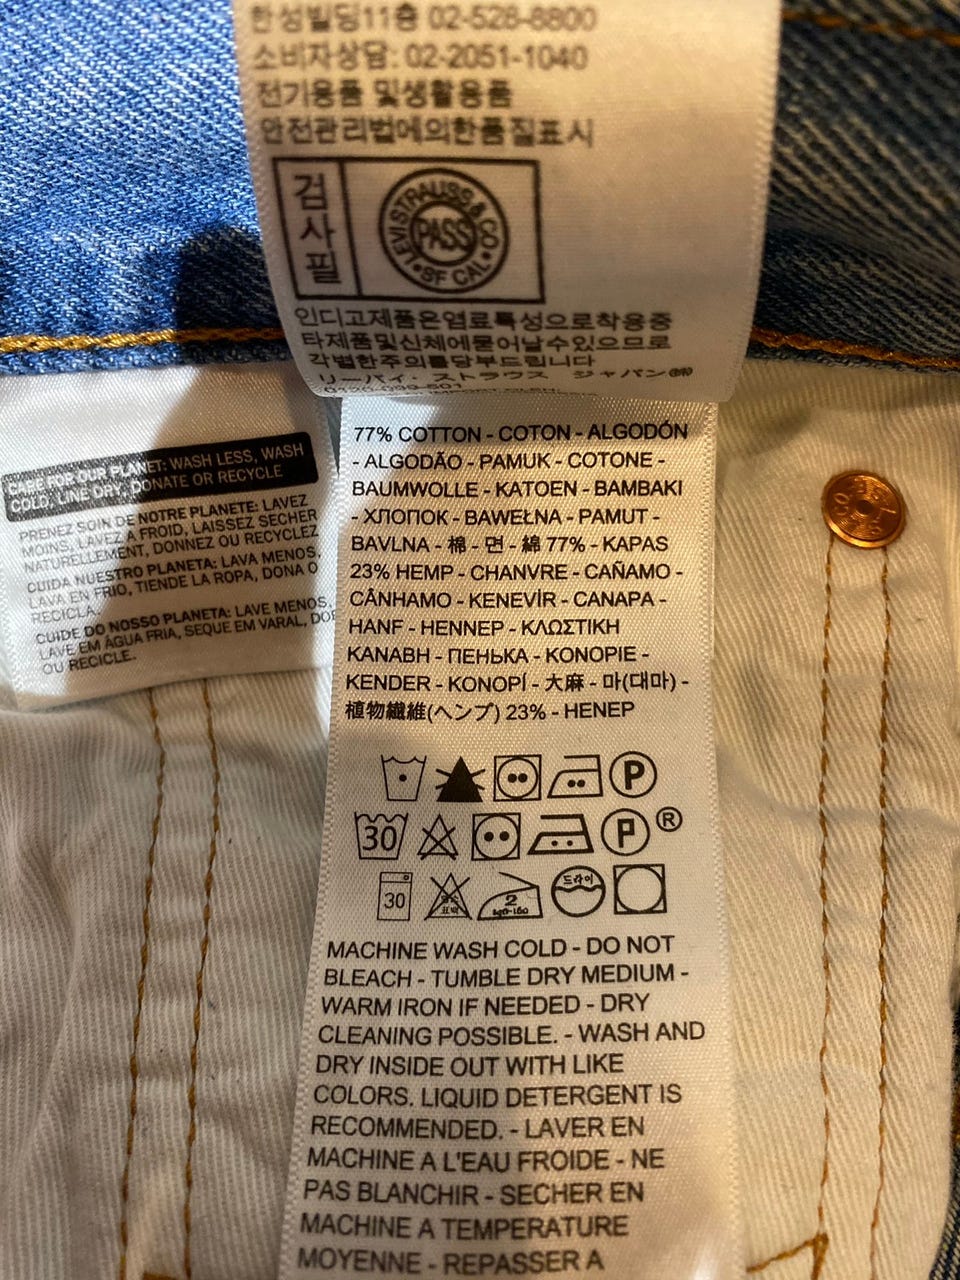 한성빌딩11층 02-528-8800
소비자상담: 02-2051-1040
전기용품 및생활용품
안전관리법에의한품질표시
검사필
LEVI STRAUSS & CO
PASS
SF CAL
인디고제품은염료특성으로착용중
타제품및신체에묻어날수있으므로
각별한주의를당부드립니다
リーバイ・ストラウス ジャパン㈱
0120-099-501
FOR OUR PLANET: WASH LESS, WASH
COLD, LINE DRY, DONATE OR RECYCLE
PRENEZ SOIN DE NOTRE PLANETE: LAVEZ
MOINS, LAVEZ A FROID, LAISSEZ SECHER
NATURELLEMENT, DONNEZ OU RECYCLEZ
CUIDA NUESTRO PLANETA: LAVA MENOS,
LAVA EN FRIO, TIENDE LA ROPA, DONA O
RECICLA.
CUIDE DO NOSSO PLANETA: LAVE MENOS,
LAVE EM ÁGUA FRIA, SEQUE EM VARAL, DO
OU RECICLE.
77% COTTON - COTON - ALGODÓN
- ALGODÃO - PAMUK - COTONE -
BAUMWOLLE - KATOEN - BAMBAKI
- ХЛОПОК - BAWEŁNA - PAMUT -
BAVLNA - 棉 - 면 - 綿 77% - KAPAS
23% HEMP - CHANVRE - CAÑAMO -
CÂNHAMO - KENEVİR - CANAPA -
HANF - HENNEP - ΚΛΩΣΤΙΚΗ
ΚΑΝΑΒΗ - ПЕНЬКА - KONOPIE -
KENDER - KONOPÍ - 大麻 - 마(대마) -
植物繊維(ヘンプ) 23% - HENEP
P
30 P ®
30 표백 2 140-160 드라이
MACHINE WASH COLD - DO NOT
BLEACH - TUMBLE DRY MEDIUM -
WARM IRON IF NEEDED - DRY
CLEANING POSSIBLE. - WASH AND
DRY INSIDE OUT WITH LIKE
COLORS. LIQUID DETERGENT IS
RECOMMENDED. - LAVER EN
MACHINE A L'EAU FROIDE - NE
PAS BLANCHIR - SECHER EN
MACHINE A TEMPERATURE
MOYENNE - REPASSER A